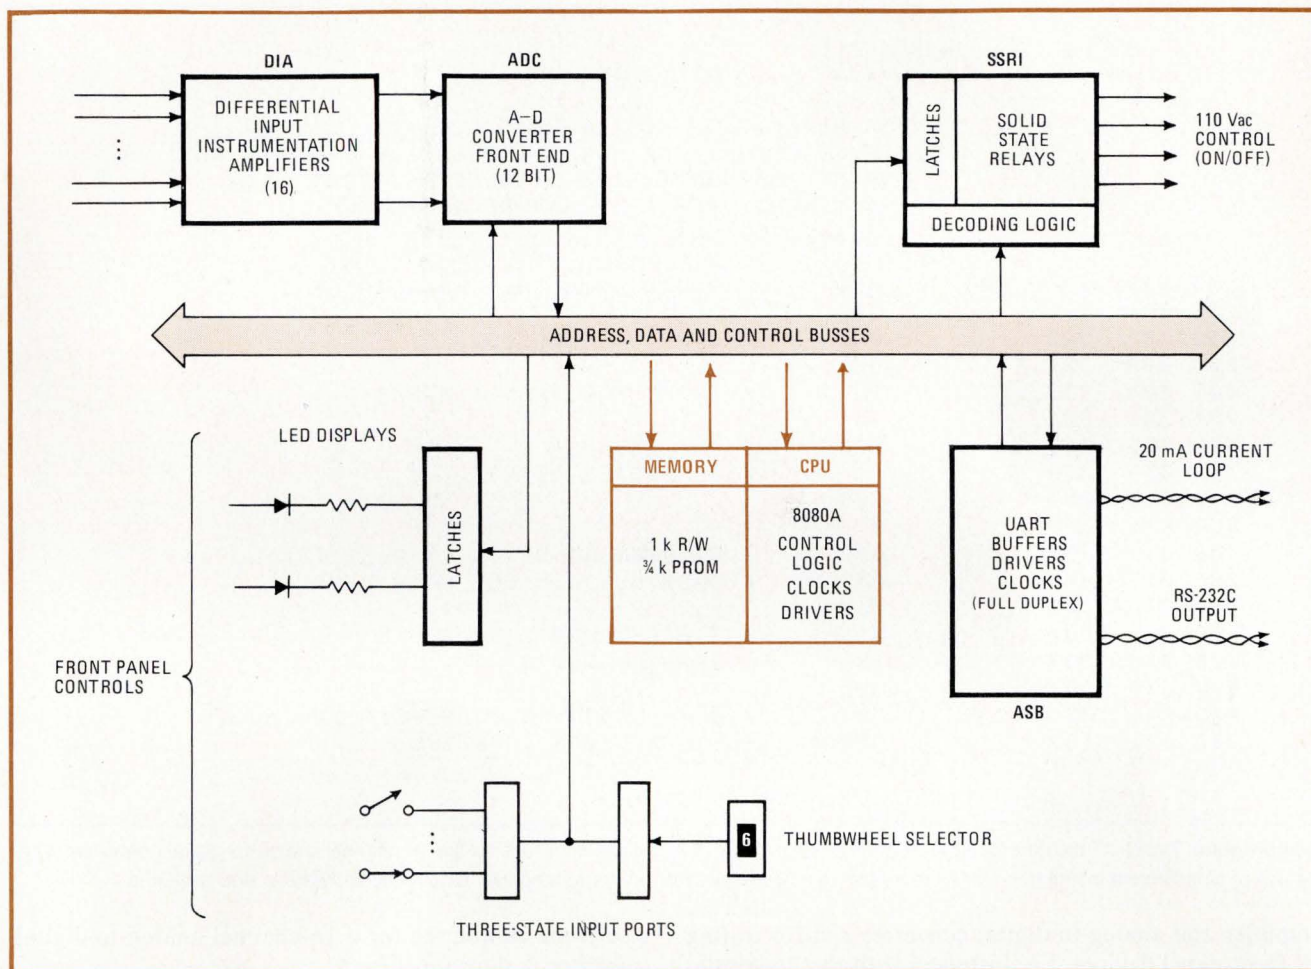 DIA
DIFFERENTIAL
INPUT
INSTRUMENTATION
AMPLIFIERS
(16)
ADC
A–D
CONVERTER
FRONT END
(12 BIT)
SSRI
LATCHES
SOLID
STATE
RELAYS
DECODING LOGIC
110 Vac
CONTROL
(ON/OFF)
ADDRESS, DATA AND CONTROL BUSSES
FRONT PANEL
CONTROLS
LED DISPLAYS
LATCHES
MEMORY
1 k R/W
¾ k PROM
CPU
8080A
CONTROL
LOGIC
CLOCKS
DRIVERS
UART
BUFFERS
DRIVERS
CLOCKS
(FULL DUPLEX)
ASB
20 mA CURRENT
LOOP
RS-232C
OUTPUT
6
THUMBWHEEL SELECTOR
THREE-STATE INPUT PORTS